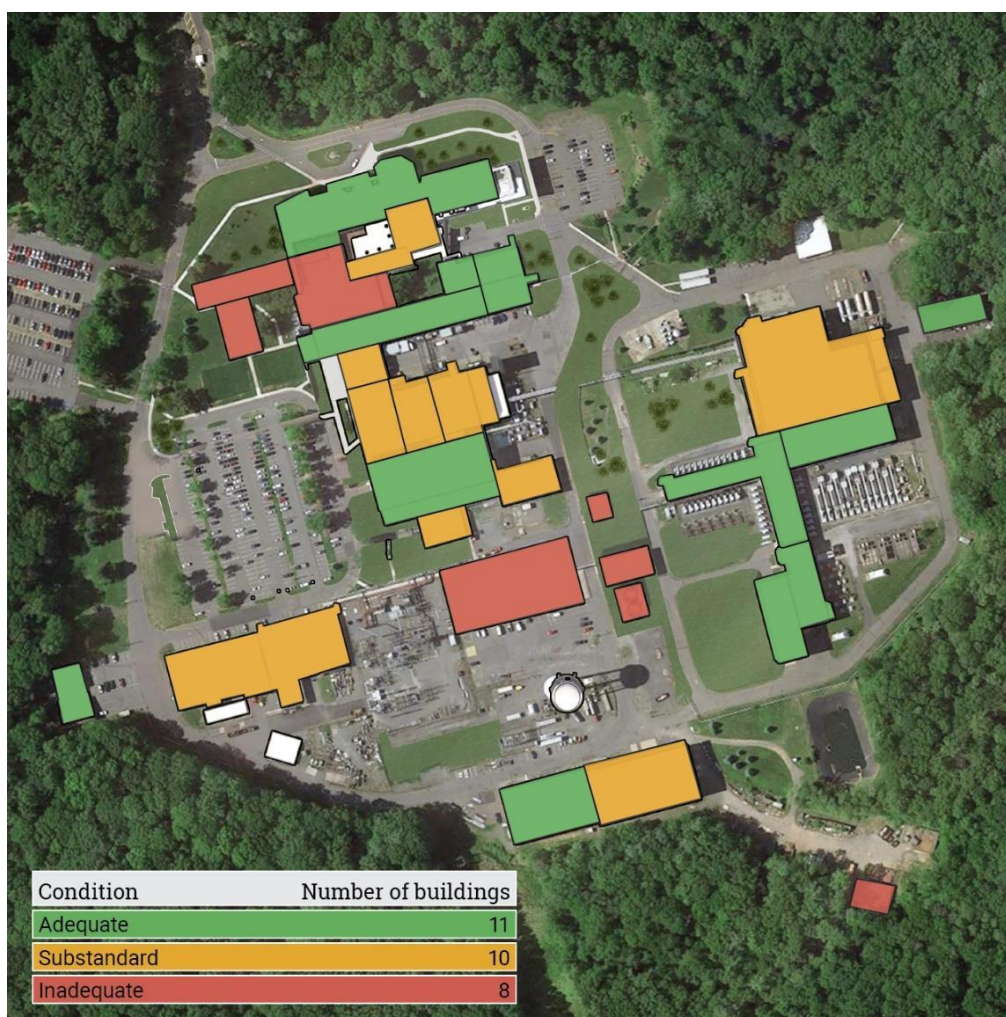 Condition Number of buildings
Adequate 11
Substandard 10
Inadequate 8